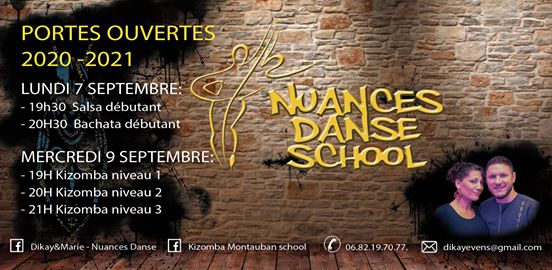 PORTES OUVERTES
2020 -2021
LUNDI 7 SEPTEMBRE:
- 19h30 Salsa débutant
- 20H30 Bachata débutant
MERCREDI 9 SEPTEMBRE:
- 19H Kizomba niveau 1
- 20H Kizomba niveau 2
- 21H Kizomba niveau 3
NUANCES
DANSE
SCHOOL
Dikay&Marie - Nuances Danse
Kizomba Montauban school
06.82.19.70.77.
dikayevens@gmail.com